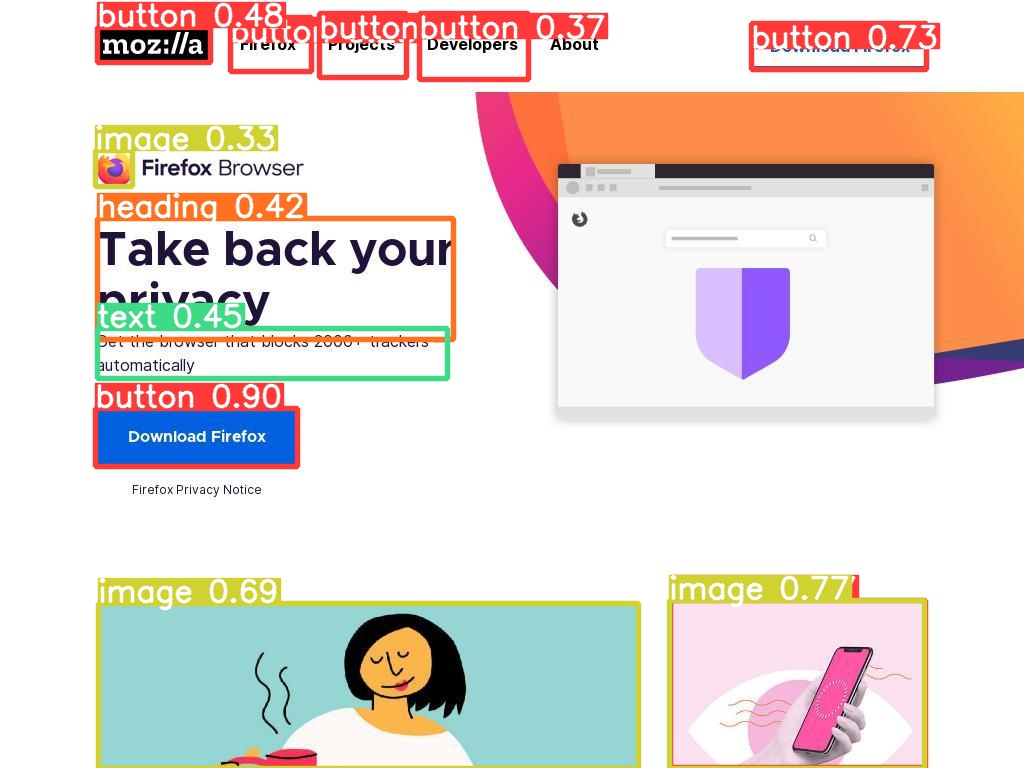 button 0.48
button
button
button 0.37
button 0.73
moz://a
Firefox
Projects
Developers
About
Download Firefox
image 0.33
Firefox Browser
heading 0.42
Take back your
privacy
text 0.45
Get the browser that blocks 2000+ trackers
automatically
button 0.90
Download Firefox
Firefox Privacy Notice
image 0.69
image 0.77